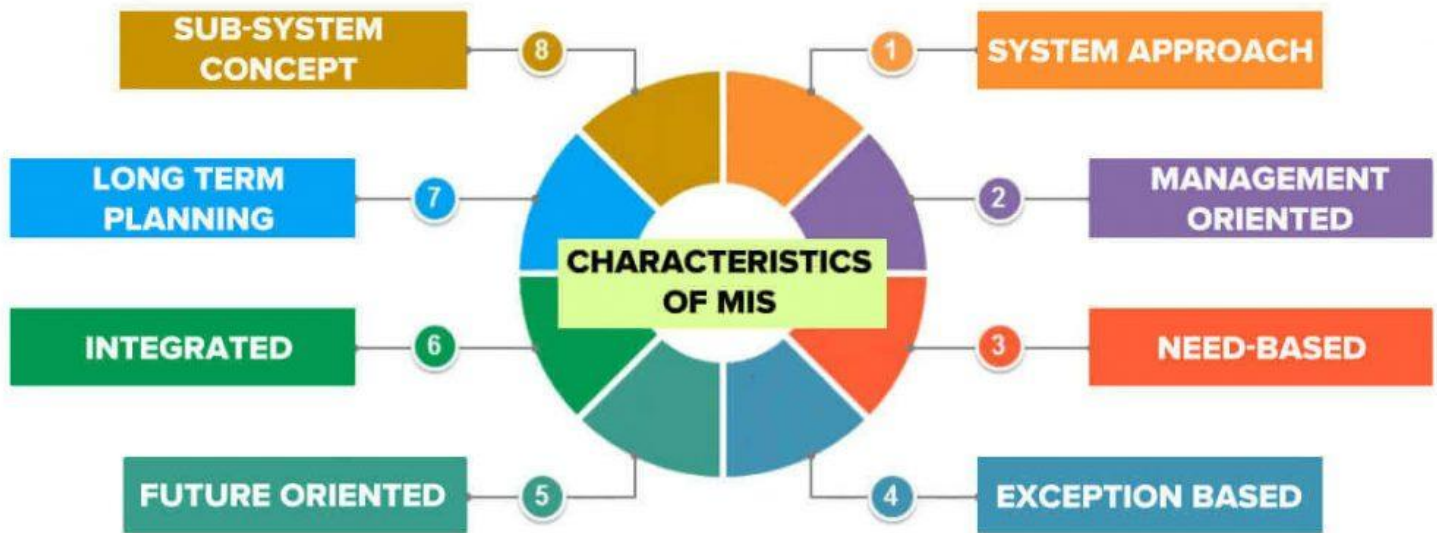 CHARACTERISTICS
OF MIS
1
SYSTEM APPROACH
2
MANAGEMENT
ORIENTED
3
NEED-BASED
4
EXCEPTION BASED
5
FUTURE ORIENTED
6
INTEGRATED
7
LONG TERM
PLANNING
8
SUB-SYSTEM
CONCEPT